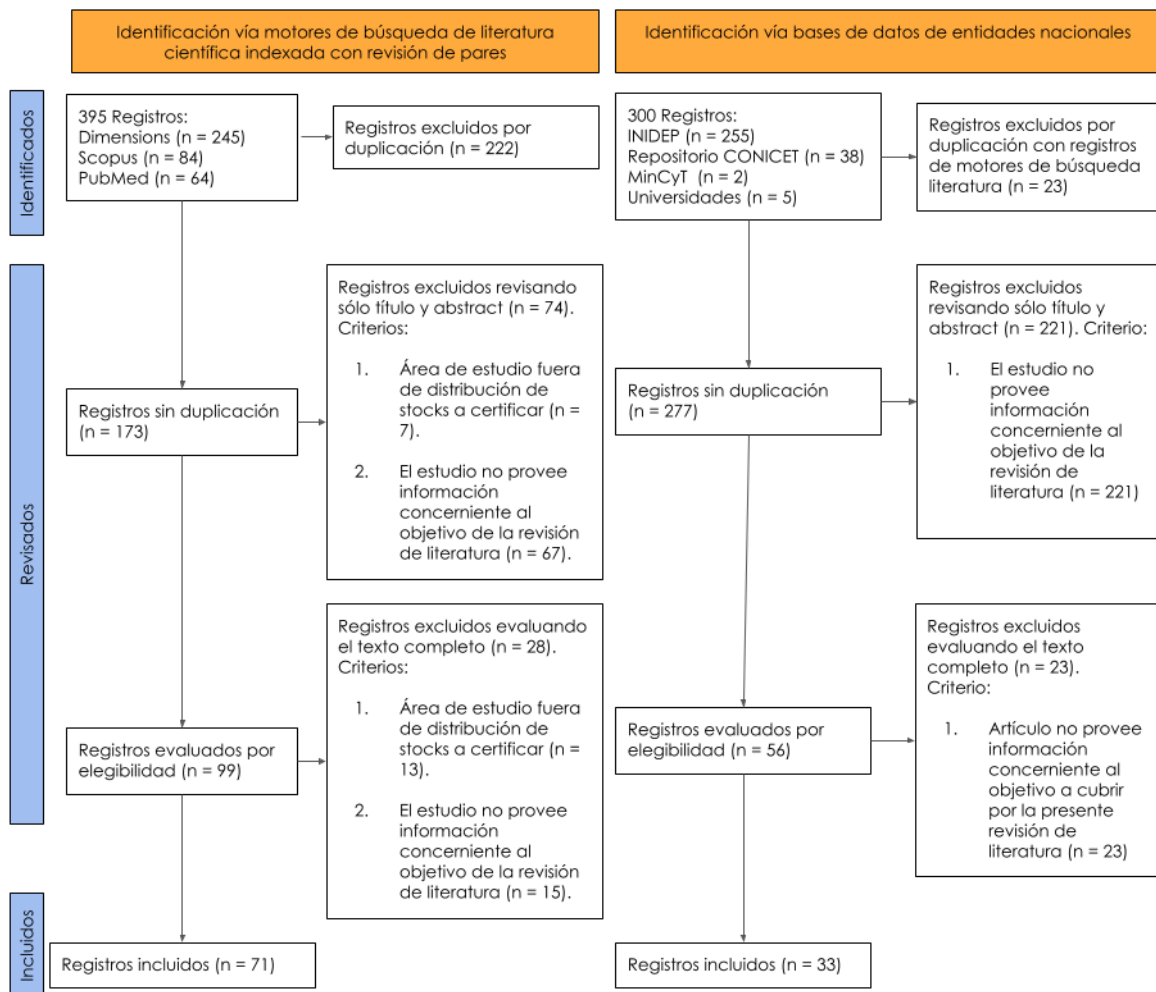 Identificación vía motores de búsqueda de literatura
científica indexada con revisión de pares
Identificación vía bases de datos de entidades nacionales
Identificados
395 Registros:
Dimensions (n = 245)
Scopus (n = 84)
PubMed (n = 64)
Registros excluidos por
duplicación (n = 222)
300 Registros:
INIDEP (n = 255)
Repositorio CONICET (n = 38)
MinCyT (n = 2)
Universidades (n = 5)
Registros excluidos por
duplicación con registros
de motores de búsqueda
literatura (n = 23)
Revisados
Registros sin duplicación
(n = 173)
Registros excluidos revisando
sólo título y abstract (n = 74).
Criterios:
1. Área de estudio fuera
de distribución de
stocks a certificar (n =
7).
2. El estudio no provee
información
concerniente al
objetivo de la revisión
de literatura (n = 67).
Registros sin duplicación
(n = 277)
Registros excluidos
revisando sólo título y
abstract (n = 221). Criterio:
1. El estudio no
provee
información
concerniente al
objetivo de la
revisión de
literatura (n = 221)
Registros evaluados por
elegibilidad (n = 99)
Registros excluidos evaluando
el texto completo (n = 28).
Criterios:
1. Área de estudio fuera
de distribución de
stocks a certificar (n =
13).
2. El estudio no provee
información
concerniente al
objetivo de la revisión
de literatura (n = 15).
Registros evaluados por
elegibilidad (n = 56)
Registros excluidos
evaluando el texto
completo (n = 23).
Criterio:
1. Artículo no provee
información
concerniente al
objetivo a cubrir
por la presente
revisión de
literatura (n = 23)
Incluidos
Registros incluidos (n = 71)
Registros incluidos (n = 33)